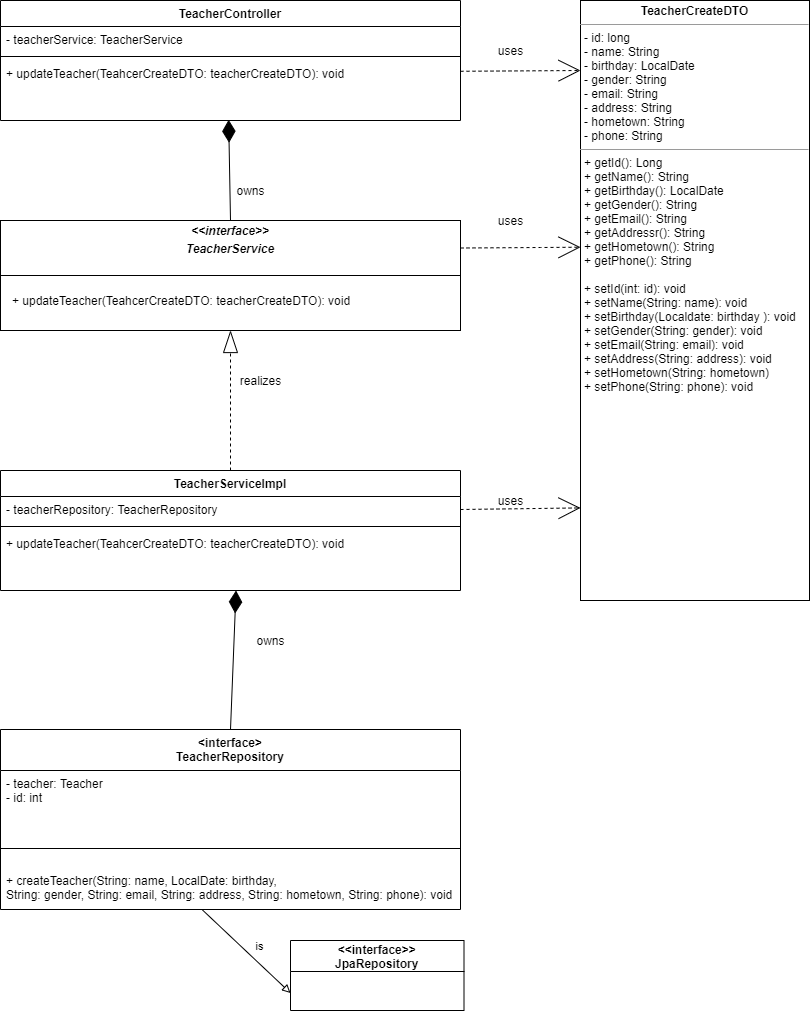 TeacherController
- teacherService: TeacherService
+ updateTeacher(TeahcerCreateDTO: teacherCreateDTO): void
uses
owns
<<interface>>
TeacherService
+ updateTeacher(TeahcerCreateDTO: teacherCreateDTO): void
uses
realizes
TeacherServiceImpl
- teacherRepository: TeacherRepository
+ updateTeacher(TeahcerCreateDTO: teacherCreateDTO): void
uses
owns
<interface>
TeacherRepository
- teacher: Teacher
- id: int
+ createTeacher(String: name, LocalDate: birthday,
String: gender, String: email, String: address, String: hometown, String: phone): void
is
<<interface>>
JpaRepository
TeacherCreateDTO
- id: long
- name: String
- birthday: LocalDate
- gender: String
- email: String
- address: String
- hometown: String
- phone: String
+ getId(): Long
+ getName(): String
+ getBirthday(): LocalDate
+ getGender(): String
+ getEmail(): String
+ getAddressr(): String
+ getHometown(): String
+ getPhone(): String
+ setId(int: id): void
+ setName(String: name): void
+ setBirthday(Localdate: birthday ): void
+ setGender(String: gender): void
+ setEmail(String: email): void
+ setAddress(String: address): void
+ setHometown(String: hometown)
+ setPhone(String: phone): void